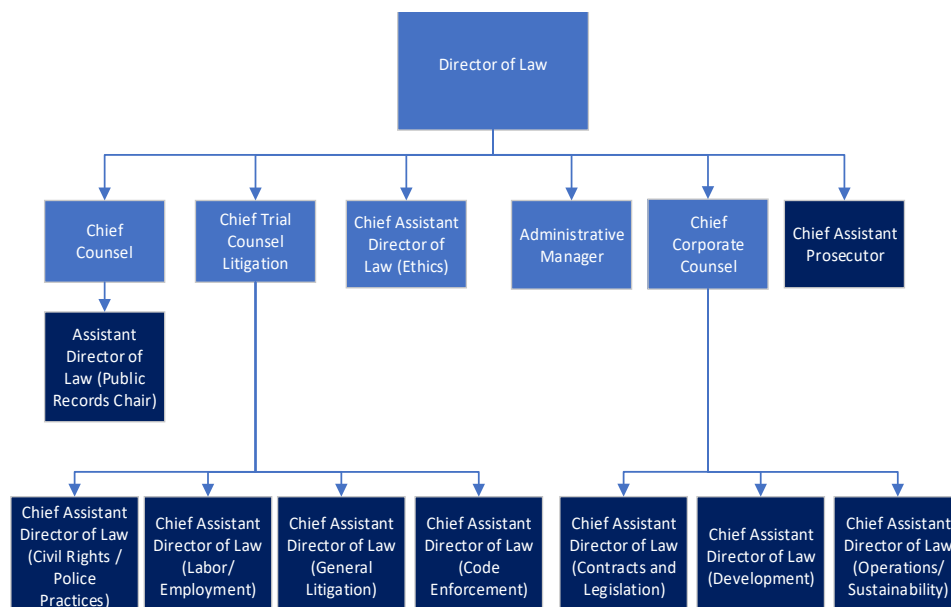 Director of Law
Chief
Counsel
Chief Trial
Counsel
Litigation
Chief Assistant
Director of
Law (Ethics)
Administrative
Manager
Chief
Corporate
Counsel
Chief Assistant
Prosecutor
Assistant
Director of
Law (Public
Records Chair)
Chief Assistant
Director of Law
(Civil Rights /
Police
Practices)
Chief Assistant
Director of Law
(Labor/
Employment)
Chief Assistant
Director of Law
(General
Litigation)
Chief Assistant
Director of Law
(Code
Enforcement)
Chief Assistant
Director of Law
(Contracts and
Legislation)
Chief Assistant
Director of Law
(Development)
Chief Assistant
Director of Law
(Operations/
Sustainability)